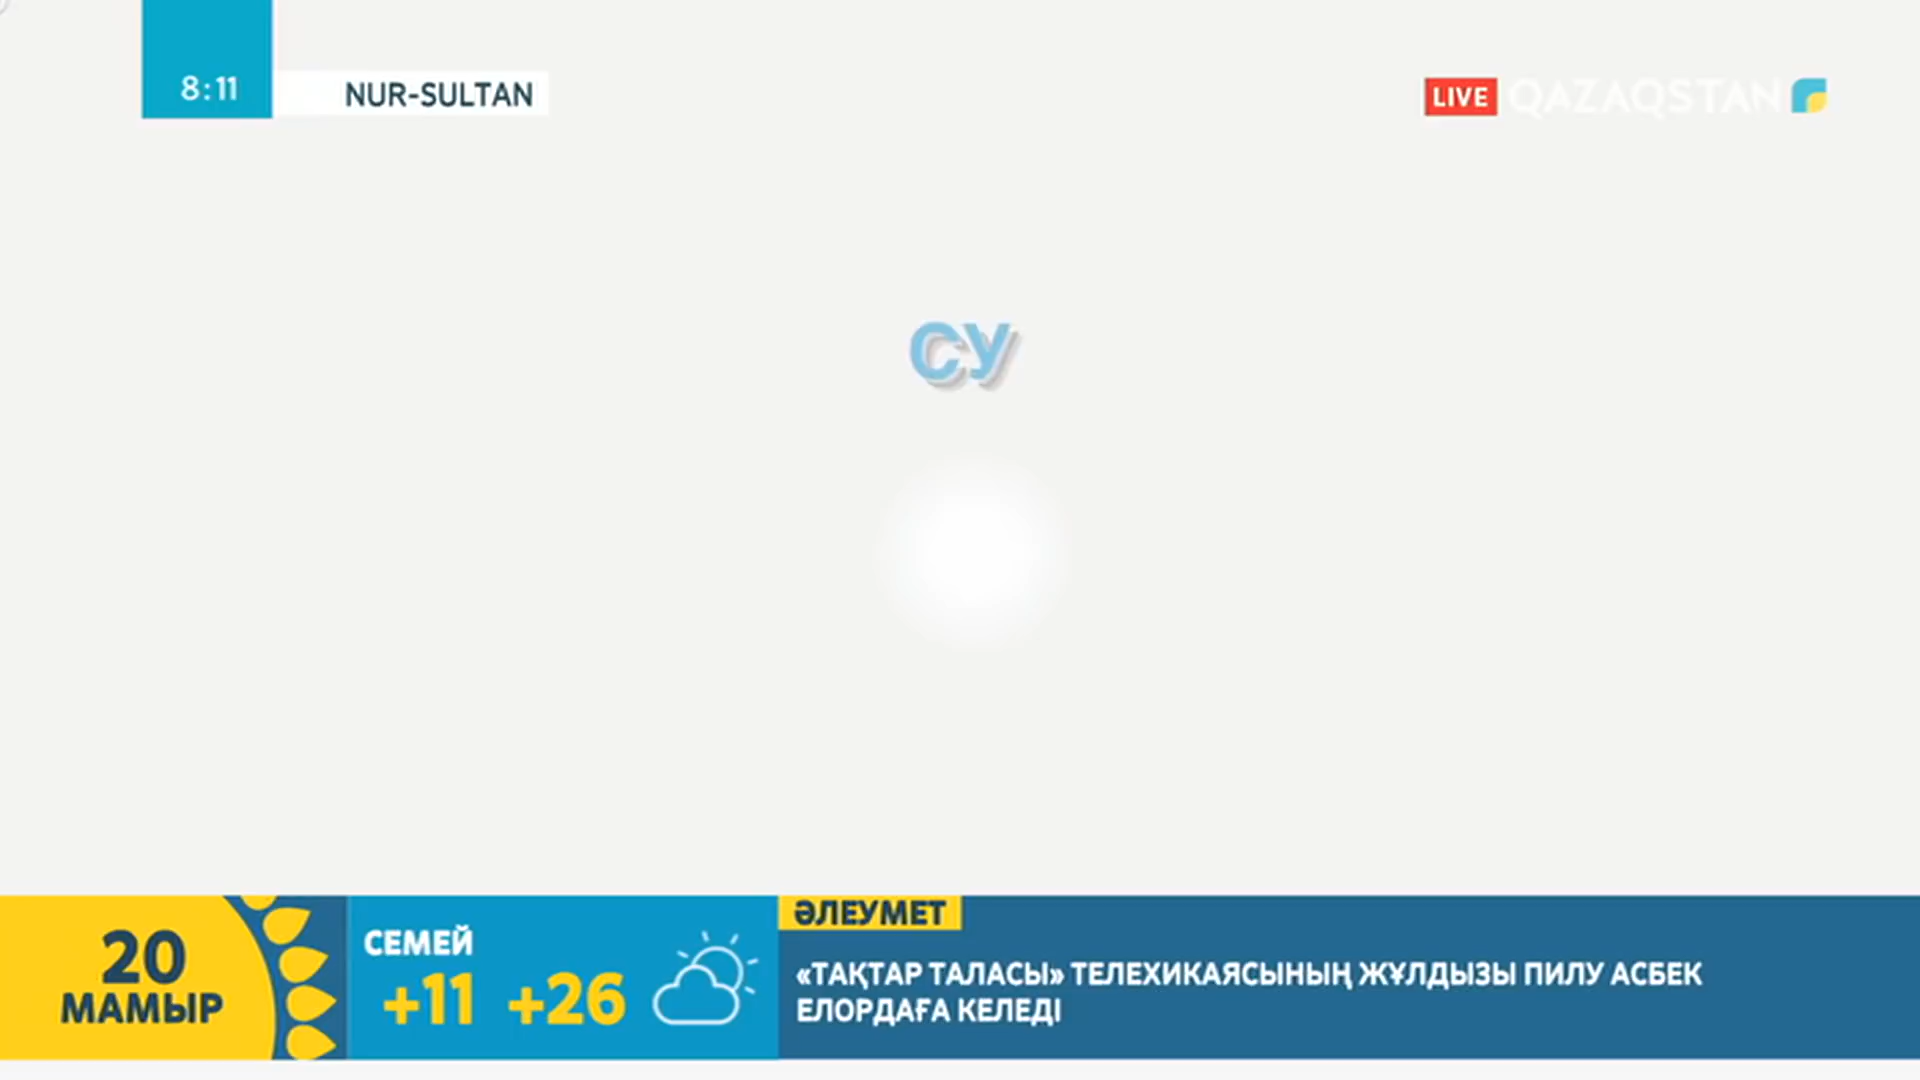 8:11
NUR-SULTAN
LIVE QAZAQSTAN
СУ
20
МАМЫР
СЕМЕЙ
+11 +26
ӘЛЕУМЕТ
«ТАҚТАР ТАЛАСЫ» ТЕЛЕХИКАЯСЫНЫҢ ЖҰЛДЫЗЫ ПИЛУ АСБЕК
ЕЛОРДАҒА КЕЛЕДІ